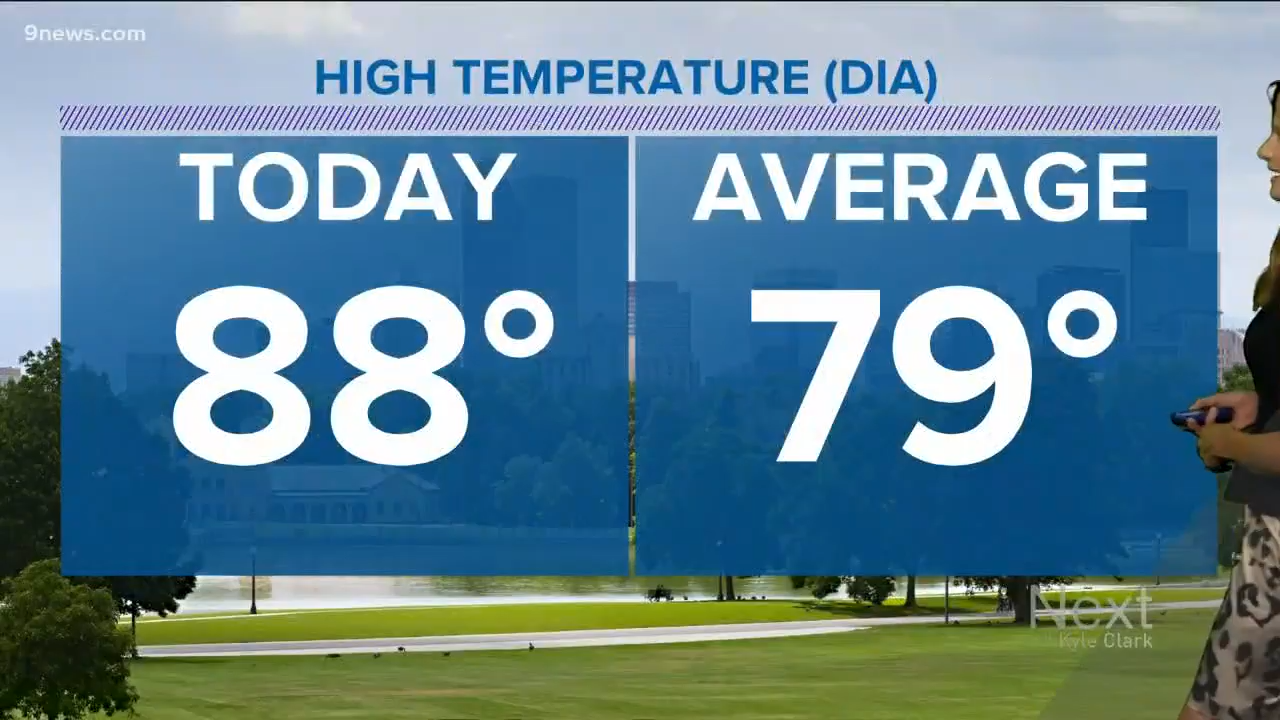 9news.com
HIGH TEMPERATURE (DIA)
TODAY
AVERAGE
88°
79°
Next
Kyle Clark